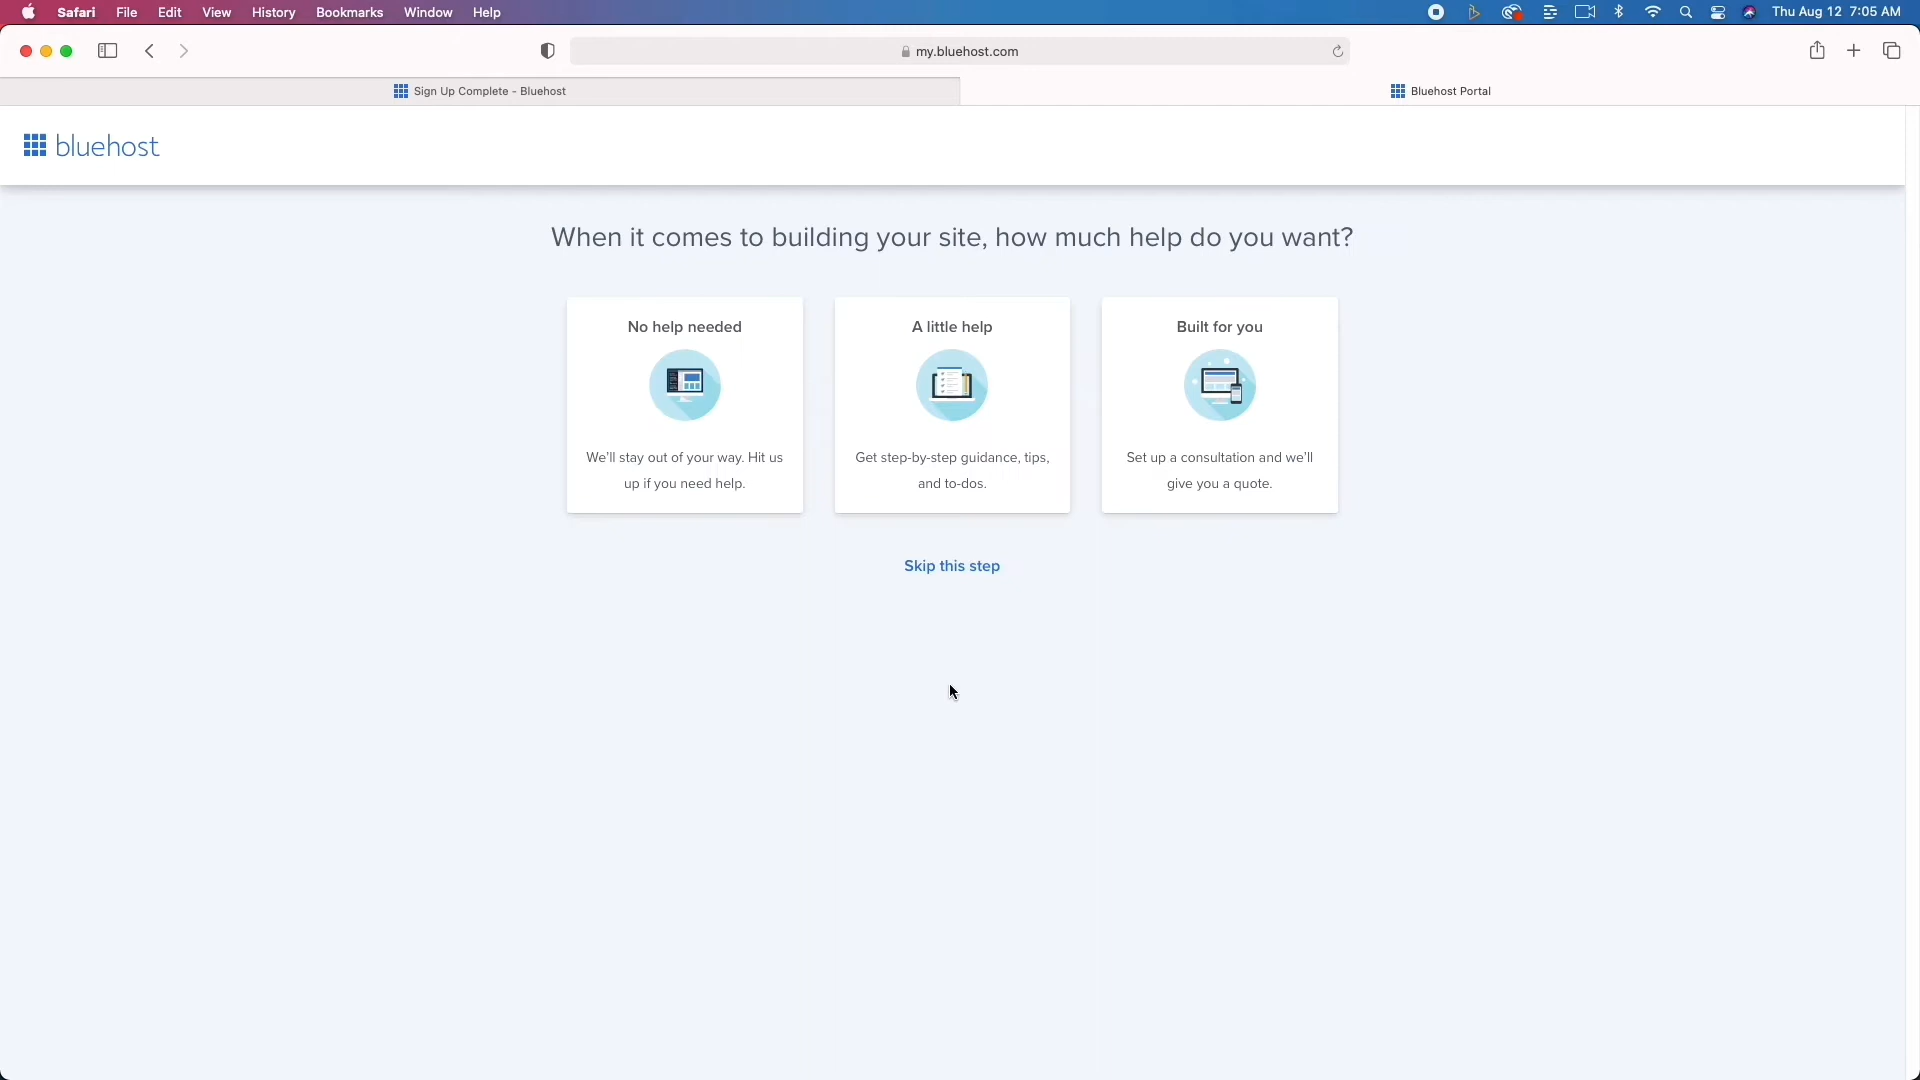 Safari File Edit View History Bookmarks Window Help Thu Aug 12 7:05 AM
my.bluehost.com
Sign Up Complete - Bluehost Bluehost Portal
bluehost
When it comes to building your site, how much help do you want?
No help needed
We'll stay out of your way. Hit us
up if you need help.
A little help
Get step-by-step guidance, tips,
and to-dos.
Built for you
Set up a consultation and we'll
give you a quote.
Skip this step